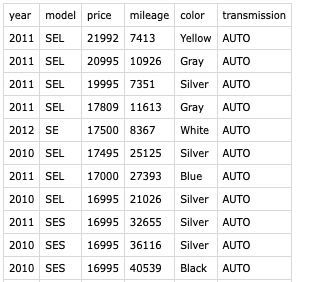 year model price mileage color transmission
2011 SEL 21992 7413 Yellow AUTO
2011 SEL 20995 10926 Gray AUTO
2011 SEL 19995 7351 Silver AUTO
2011 SEL 17809 11613 Gray AUTO
2012 SE 17500 8367 White AUTO
2010 SEL 17495 25125 Silver AUTO
2011 SEL 17000 27393 Blue AUTO
2010 SEL 16995 21026 Silver AUTO
2011 SES 16995 32655 Silver AUTO
2010 SES 16995 36116 Silver AUTO
2010 SES 16995 40539 Black AUTO